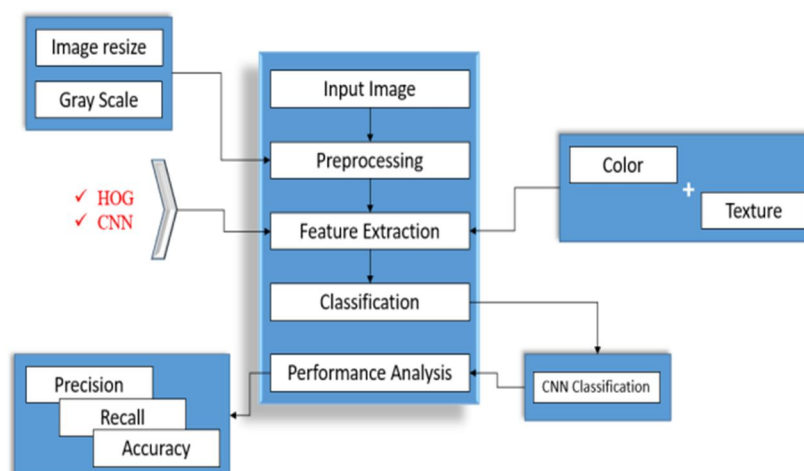 Image resize
Gray Scale
Input Image
Preprocessing
✓ HOG
✓ CNN
Feature Extraction
Color
+
Texture
Classification
CNN Classification
Performance Analysis
Precision
Recall
Accuracy